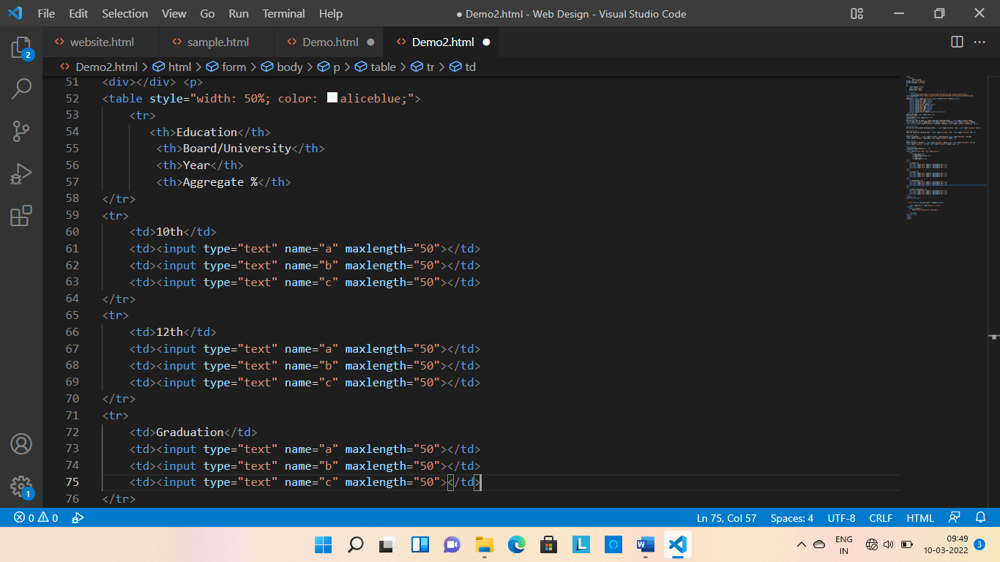 File Edit Selection View Go Run Terminal Help
● Demo2.html - Web Design - Visual Studio Code
website.html sample.html Demo.html Demo2.html
Demo2.html > html > form > body > p > table > tr > td
51 <div></div> <p>
52 <table style="width: 50%; color: aliceblue;">
53 <tr>
54 <th>Education</th>
55 <th>Board/University</th>
56 <th>Year</th>
57 <th>Aggregate %</th>
58 </tr>
59 <tr>
60 <td>10th</td>
61 <td><input type="text" name="a" maxlength="50"></td>
62 <td><input type="text" name="b" maxlength="50"></td>
63 <td><input type="text" name="c" maxlength="50"></td>
64 </tr>
65 <tr>
66 <td>12th</td>
67 <td><input type="text" name="a" maxlength="50"></td>
68 <td><input type="text" name="b" maxlength="50"></td>
69 <td><input type="text" name="c" maxlength="50"></td>
70 </tr>
71 <tr>
72 <td>Graduation</td>
73 <td><input type="text" name="a" maxlength="50"></td>
74 <td><input type="text" name="b" maxlength="50"></td>
75 <td><input type="text" name="c" maxlength="50"></td>
76 </tr>
2
1
0 0 Ln 75, Col 57 Spaces: 4 UTF-8 CRLF HTML
ENG
IN
09:49
10-03-2022
3